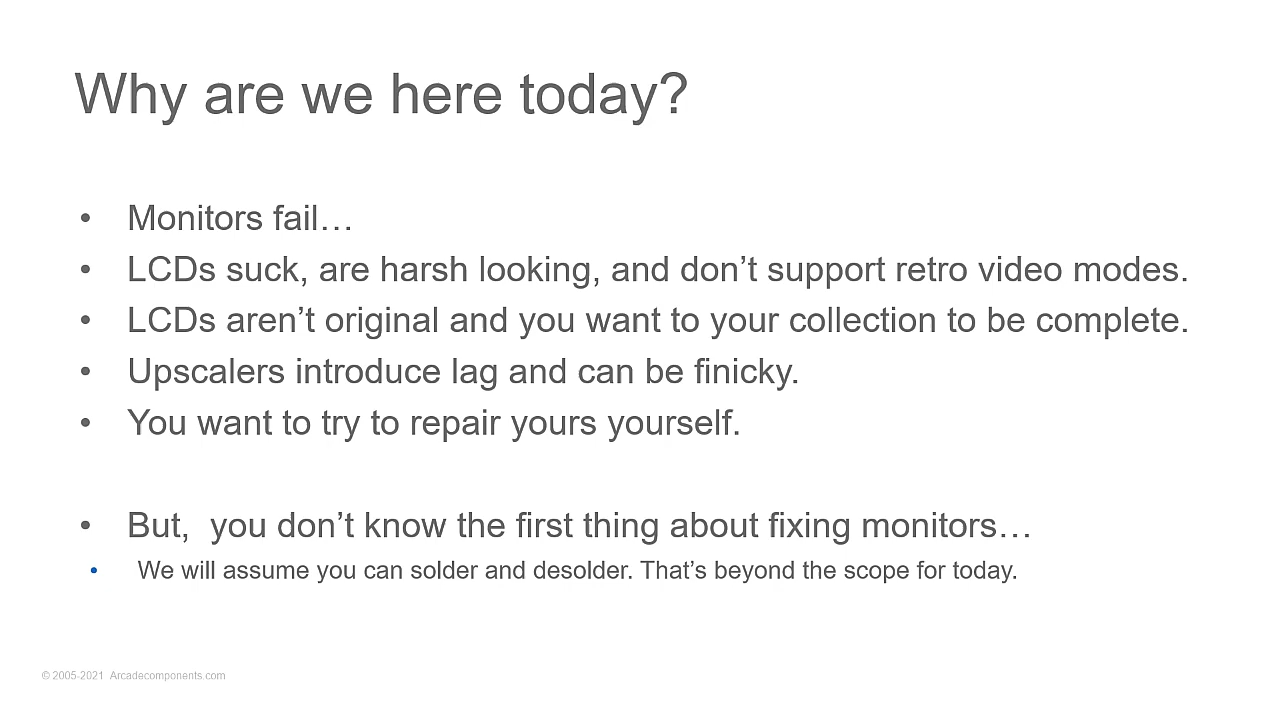 Why are we here today?
• Monitors fail…
• LCDs suck, are harsh looking, and don’t support retro video modes.
• LCDs aren’t original and you want to your collection to be complete.
• Upscalers introduce lag and can be finicky.
• You want to try to repair yours yourself.
• But,  you don’t know the first thing about fixing monitors…
• We will assume you can solder and desolder. That’s beyond the scope for today.
© 2005-2021  Arcadecomponents.com